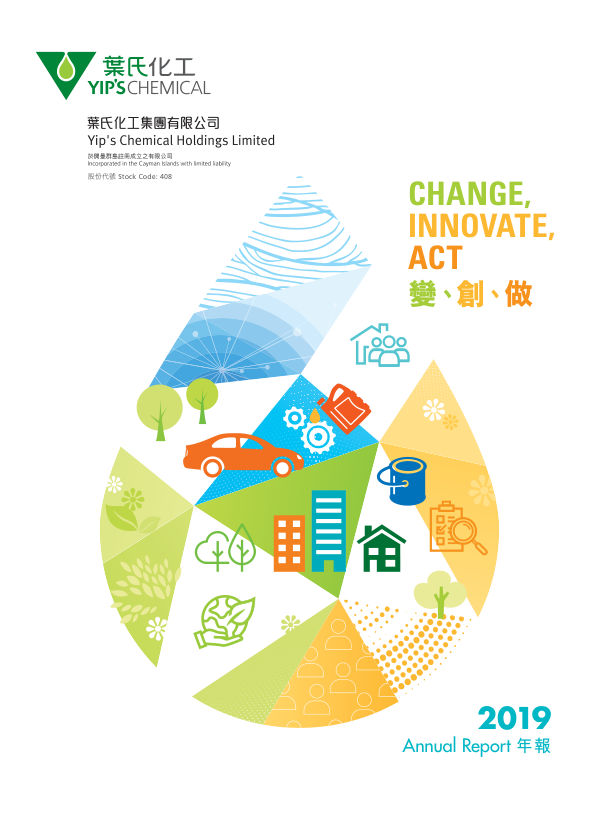 葉氏化工
YIP'S CHEMICAL
葉氏化工集團有限公司
Yip's Chemical Holdings Limited
於開曼群島註冊成立之有限公司
Incorporated in the Cayman Islands with limited liability
股份代號 Stock Code: 408
CHANGE,
INNOVATE,
ACT
變、創、做
2019
Annual Report 年報